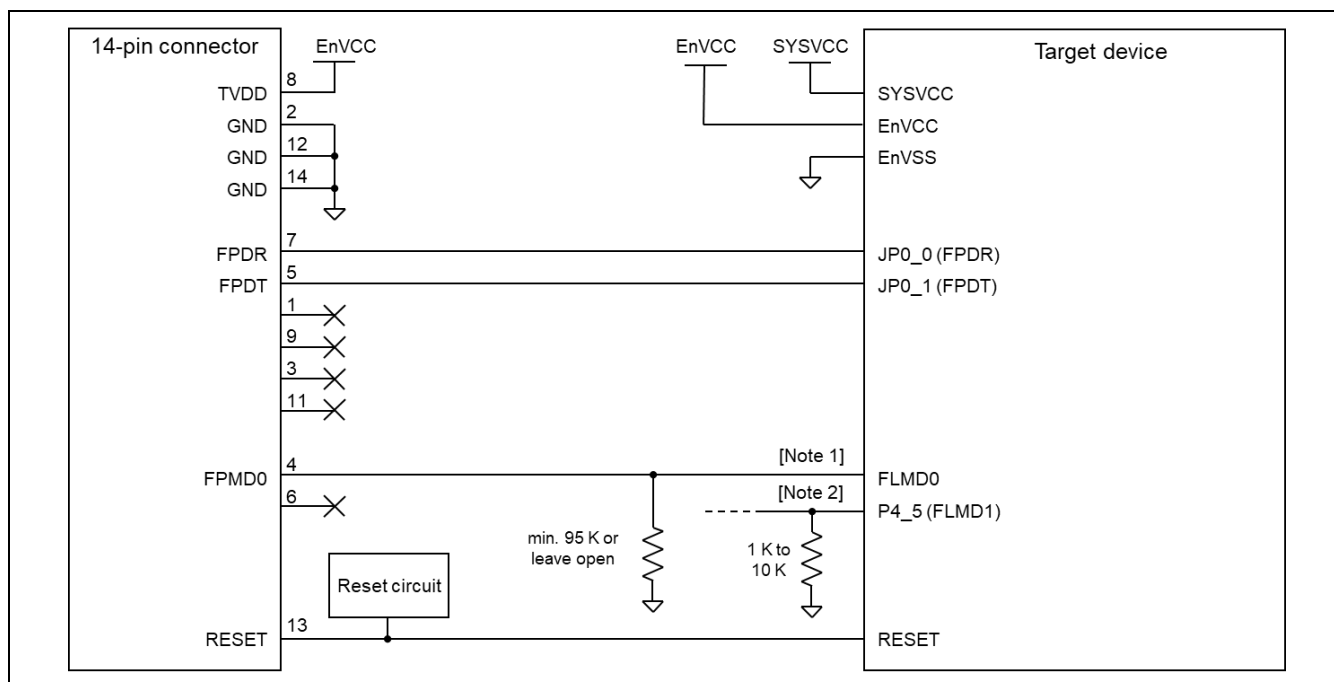 14-pin connector
EnVCC
EnVCC
SYSVCC
Target device
8
TVDD
SYSVCC
2
GND
EnVCC
12
GND
EnVSS
14
GND
7
FPDR
JP0_0 (FPDR)
5
FPDT
JP0_1 (FPDT)
1
9
3
11
[Note 1]
4
FPMD0
FLMD0
6
[Note 2]
P4_5 (FLMD1)
min. 95 K or
leave open
1 K to
10 K
Reset circuit
13
RESET
RESET